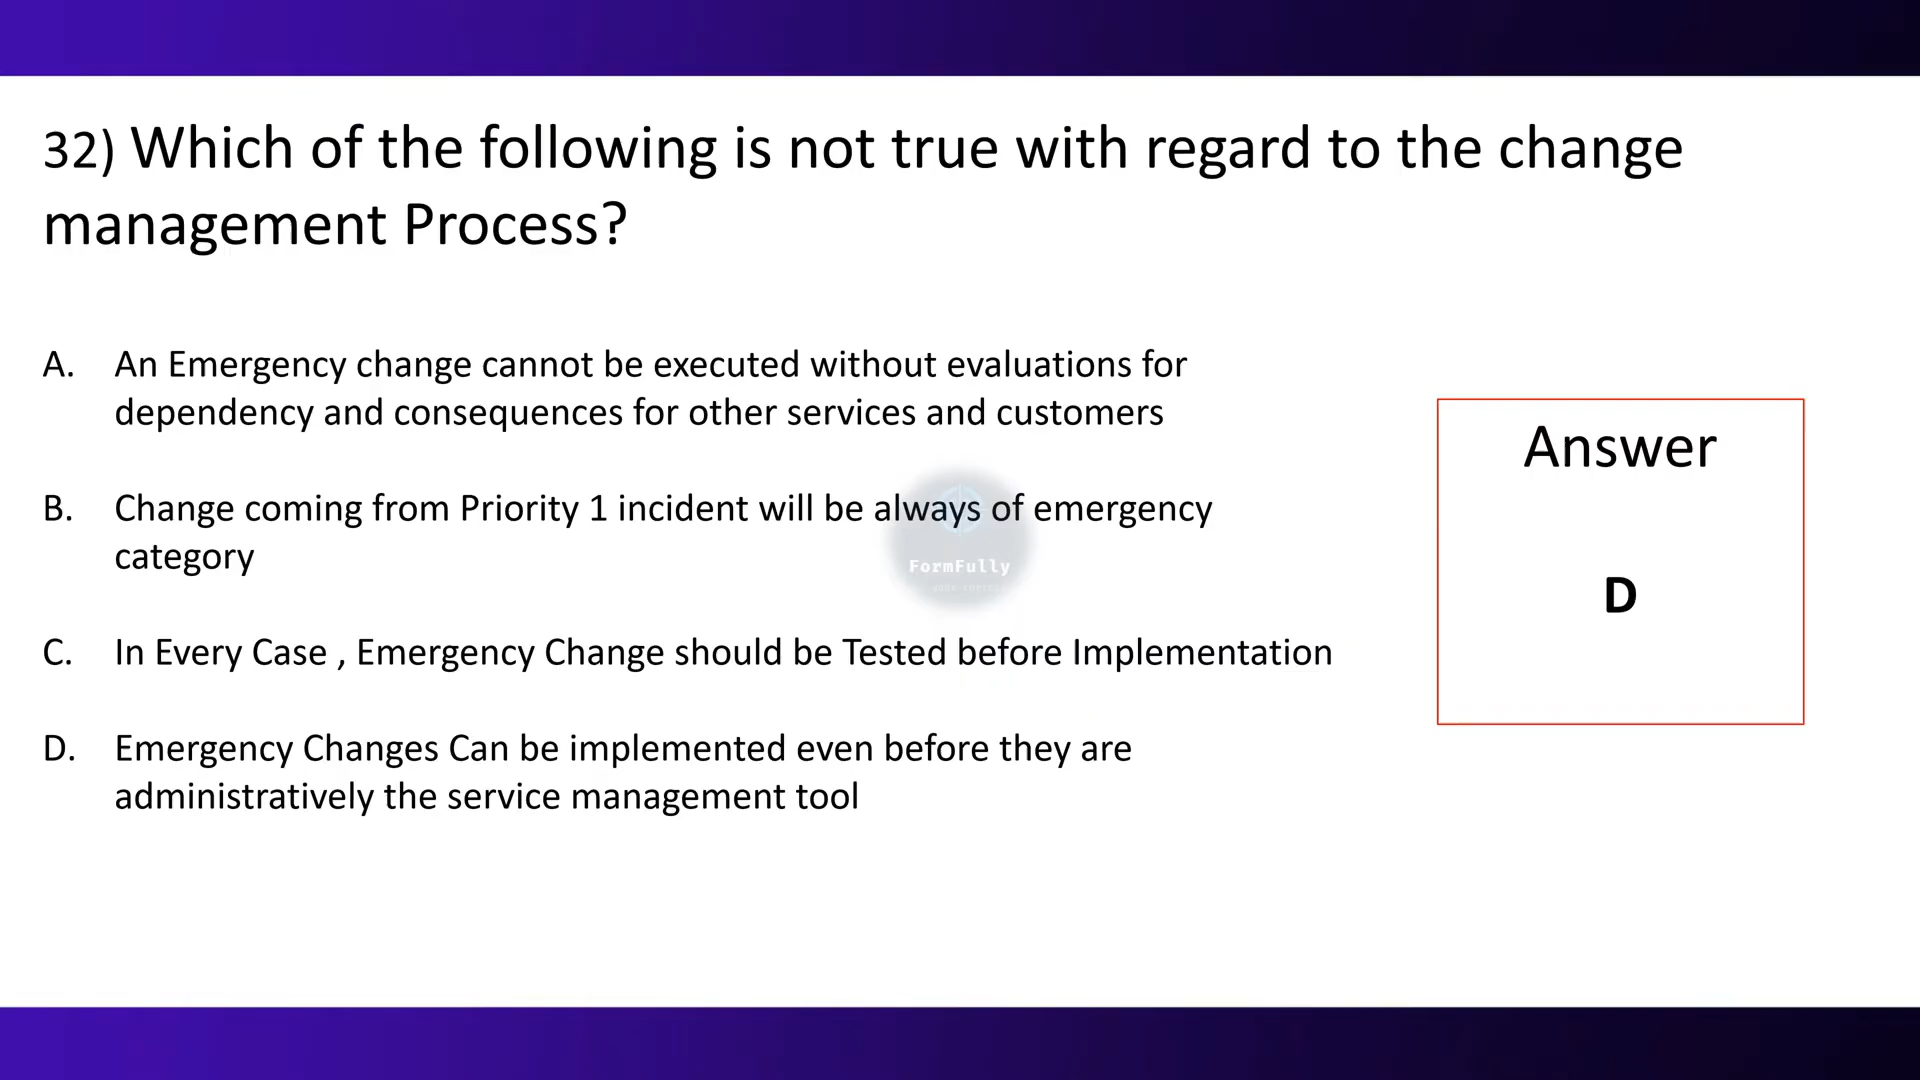 32) Which of the following is not true with regard to the change
management Process?
A. An Emergency change cannot be executed without evaluations for
dependency and consequences for other services and customers
B. Change coming from Priority 1 incident will be always of emergency
category
C. In Every Case , Emergency Change should be Tested before Implementation
D. Emergency Changes Can be implemented even before they are
administratively the service management tool
Answer
D
FormFully